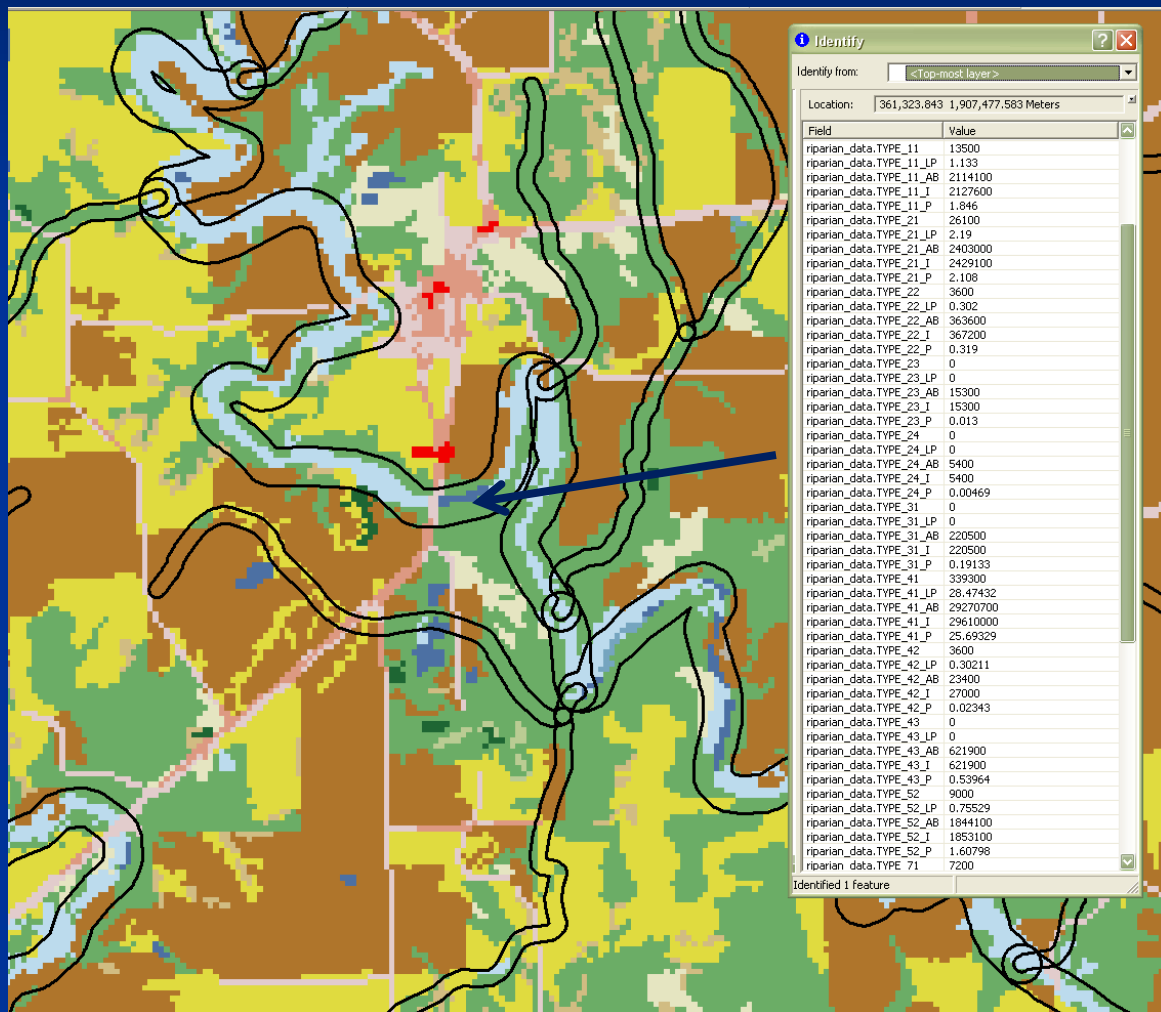 Identify
Identify from: <Top-most layer>
Location: 361,323.843 1,907,477.583 Meters
Field Value
riparian_data.TYPE_11 13500
riparian_data.TYPE_11_LP 1.133
riparian_data.TYPE_11_AB 2114100
riparian_data.TYPE_11_I 2127600
riparian_data.TYPE_11_P 1.846
riparian_data.TYPE_21 26100
riparian_data.TYPE_21_LP 2.19
riparian_data.TYPE_21_AB 2403000
riparian_data.TYPE_21_I 2429100
riparian_data.TYPE_21_P 2.108
riparian_data.TYPE_22 3600
riparian_data.TYPE_22_LP 0.302
riparian_data.TYPE_22_AB 363600
riparian_data.TYPE_22_I 367200
riparian_data.TYPE_22_P 0.319
riparian_data.TYPE_23 0
riparian_data.TYPE_23_LP 0
riparian_data.TYPE_23_AB 15300
riparian_data.TYPE_23_I 15300
riparian_data.TYPE_23_P 0.013
riparian_data.TYPE_24 0
riparian_data.TYPE_24_LP 0
riparian_data.TYPE_24_AB 5400
riparian_data.TYPE_24_I 5400
riparian_data.TYPE_24_P 0.00469
riparian_data.TYPE_31 0
riparian_data.TYPE_31_LP 0
riparian_data.TYPE_31_AB 220500
riparian_data.TYPE_31_I 220500
riparian_data.TYPE_31_P 0.19133
riparian_data.TYPE_41 339300
riparian_data.TYPE_41_LP 28.47432
riparian_data.TYPE_41_AB 29270700
riparian_data.TYPE_41_I 29610000
riparian_data.TYPE_41_P 25.69329
riparian_data.TYPE_42 3600
riparian_data.TYPE_42_LP 0.30211
riparian_data.TYPE_42_AB 23400
riparian_data.TYPE_42_I 27000
riparian_data.TYPE_42_P 0.02343
riparian_data.TYPE_43 0
riparian_data.TYPE_43_LP 0
riparian_data.TYPE_43_AB 621900
riparian_data.TYPE_43_I 621900
riparian_data.TYPE_43_P 0.53964
riparian_data.TYPE_52 9000
riparian_data.TYPE_52_LP 0.75529
riparian_data.TYPE_52_AB 1844100
riparian_data.TYPE_52_I 1853100
riparian_data.TYPE_52_P 1.60798
riparian_data.TYPE_71 7200
Identified 1 feature